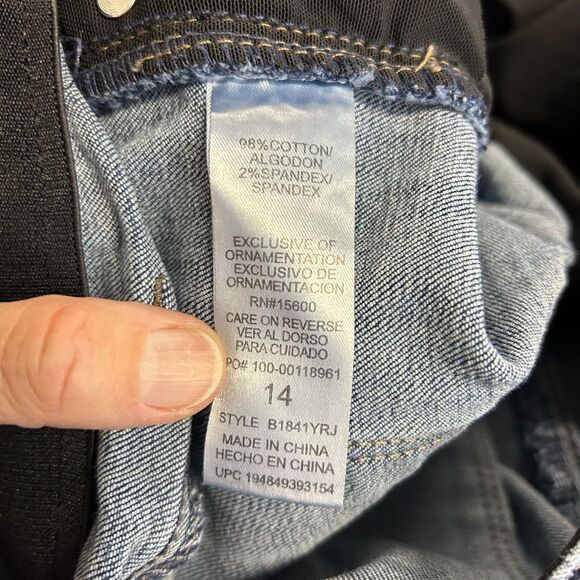 98%COTTON/
ALGODON
2%SPANDEX/
SPANDEX
EXCLUSIVE OF
ORNAMENTATION
EXCLUSIVO DE
ORNAMENTACION
RN#15600
CARE ON REVERSE
VER AL DORSO
PARA CUIDADO
PO# 100-00118961
14
STYLE B1841YRJ
MADE IN CHINA
HECHO EN CHINA
UPC 194849393154